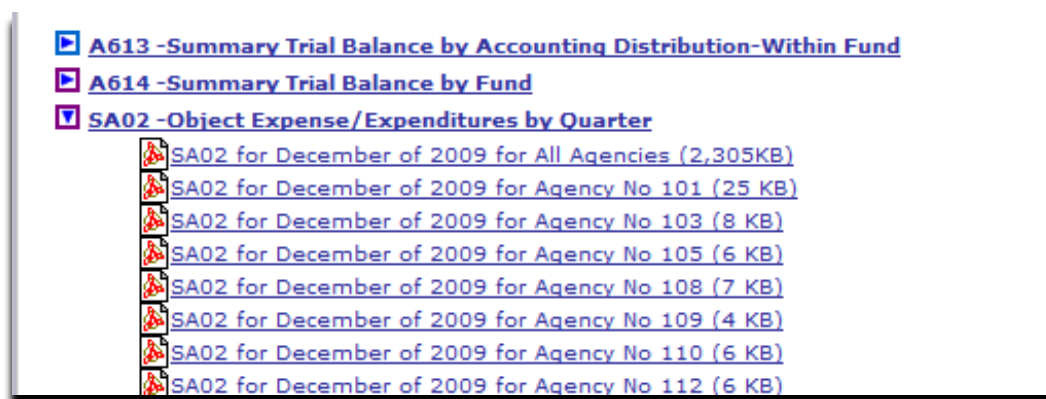 A613 -Summary Trial Balance by Accounting Distribution-Within Fund
A614 -Summary Trial Balance by Fund
SA02 -Object Expense/Expenditures by Quarter
SA02 for December of 2009 for All Agencies (2,305KB)
SA02 for December of 2009 for Agency No 101 (25 KB)
SA02 for December of 2009 for Agency No 103 (8 KB)
SA02 for December of 2009 for Agency No 105 (6 KB)
SA02 for December of 2009 for Agency No 108 (7 KB)
SA02 for December of 2009 for Agency No 109 (4 KB)
SA02 for December of 2009 for Agency No 110 (6 KB)
SA02 for December of 2009 for Agency No 112 (6 KB)